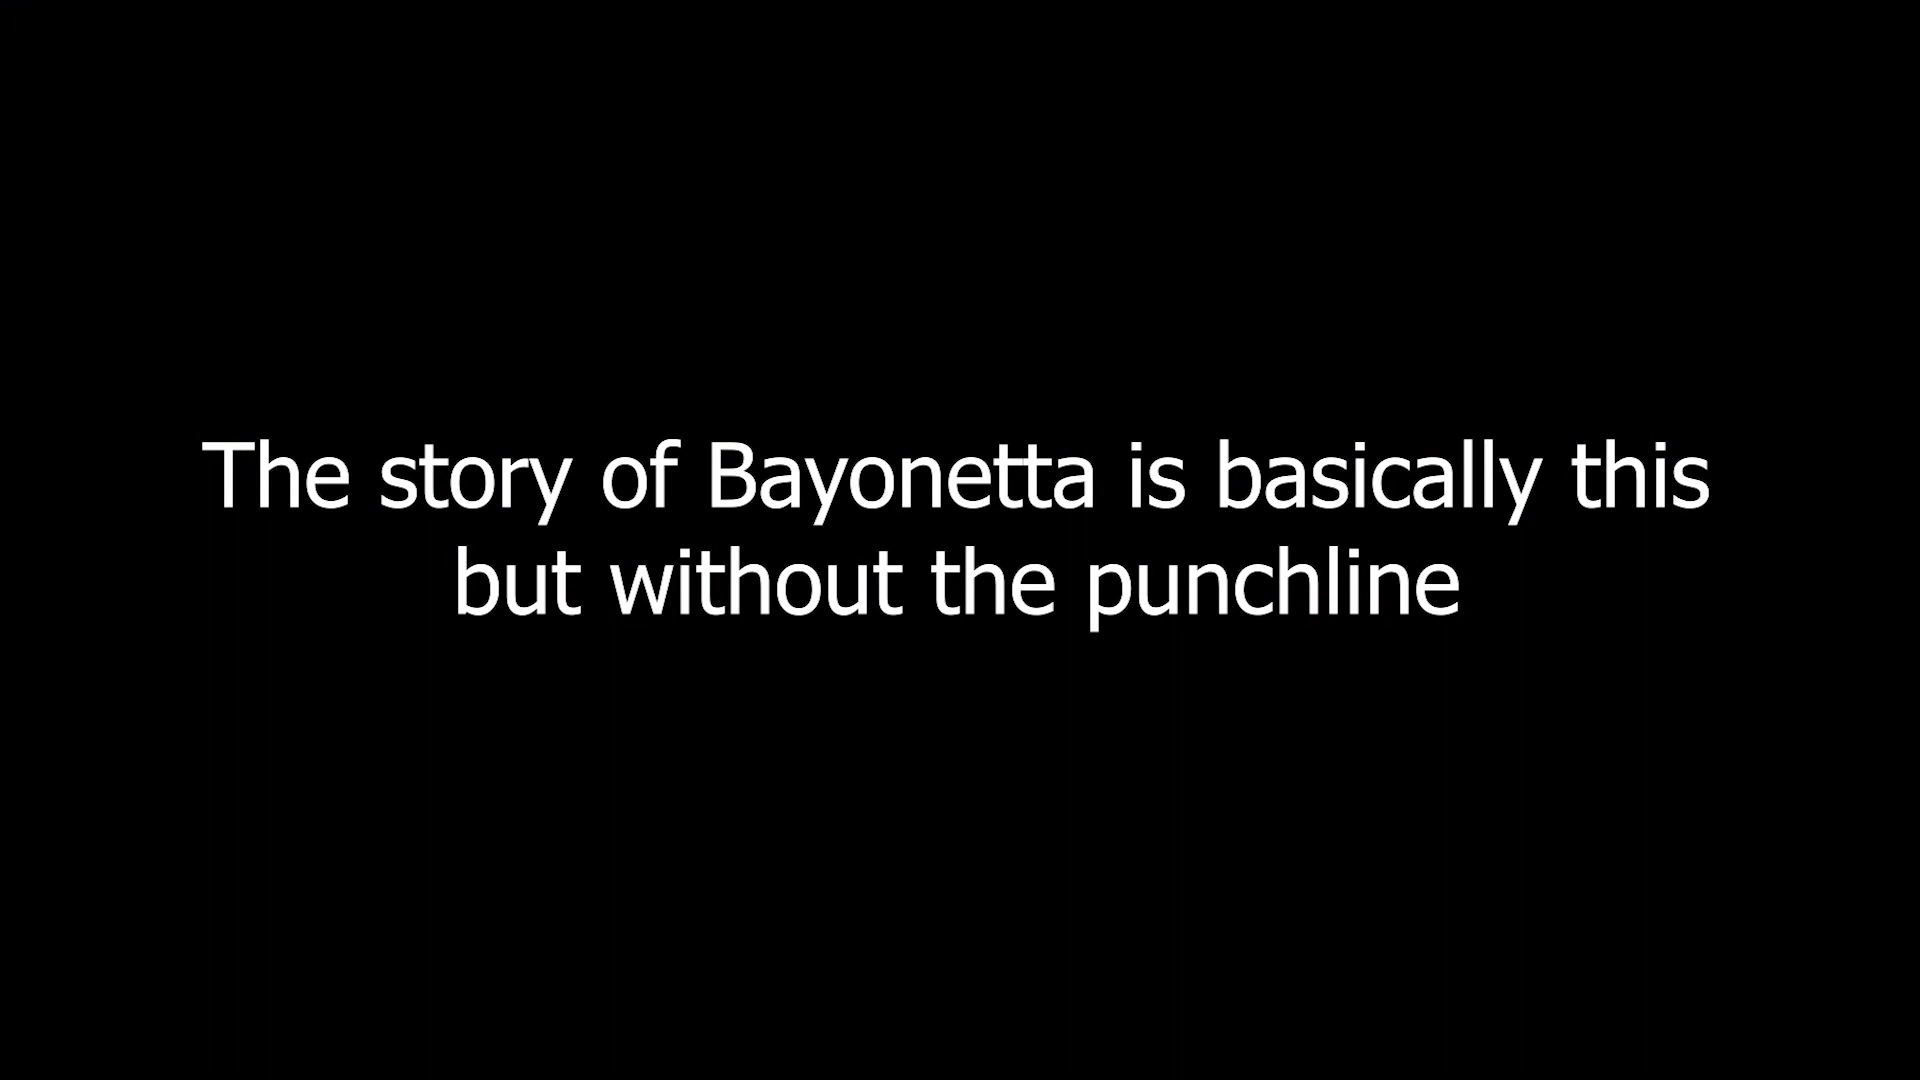 The story of Bayonetta is basically this
but without the punchline